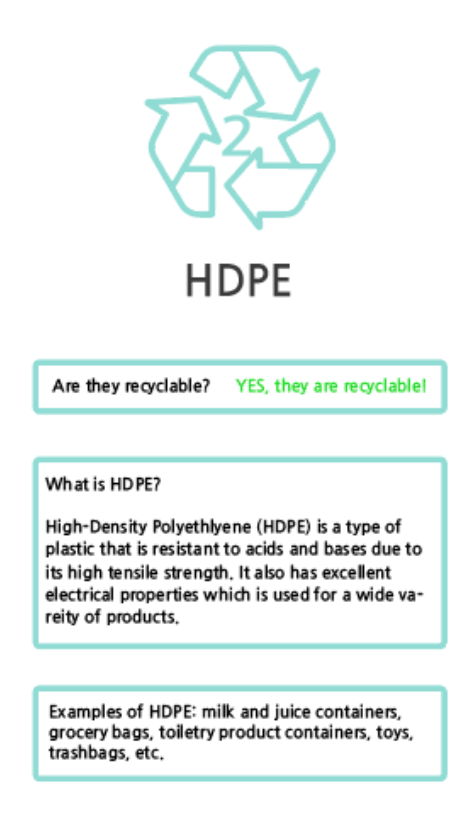 2
HDPE
Are they recyclable? YES, they are recyclable!
What is HDPE?
High-Density Polyethlyene (HDPE) is a type of
plastic that is resistant to acids and bases due to
its high tensile strength. It also has excellent
electrical properties which is used for a wide va-
reity of products.
Examples of HDPE: milk and juice containers,
grocery bags, toiletry product containers, toys,
trashbags, etc.